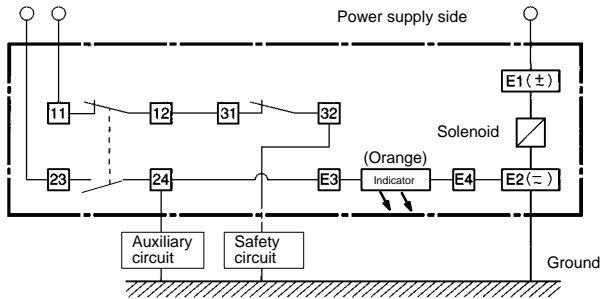 Power supply side
E1 (±)
11
12
31
32
Solenoid
(Orange)
23
24
E3
Indicator
E4
E2 (≂)
Auxiliary
circuit
Safety
circuit
Ground